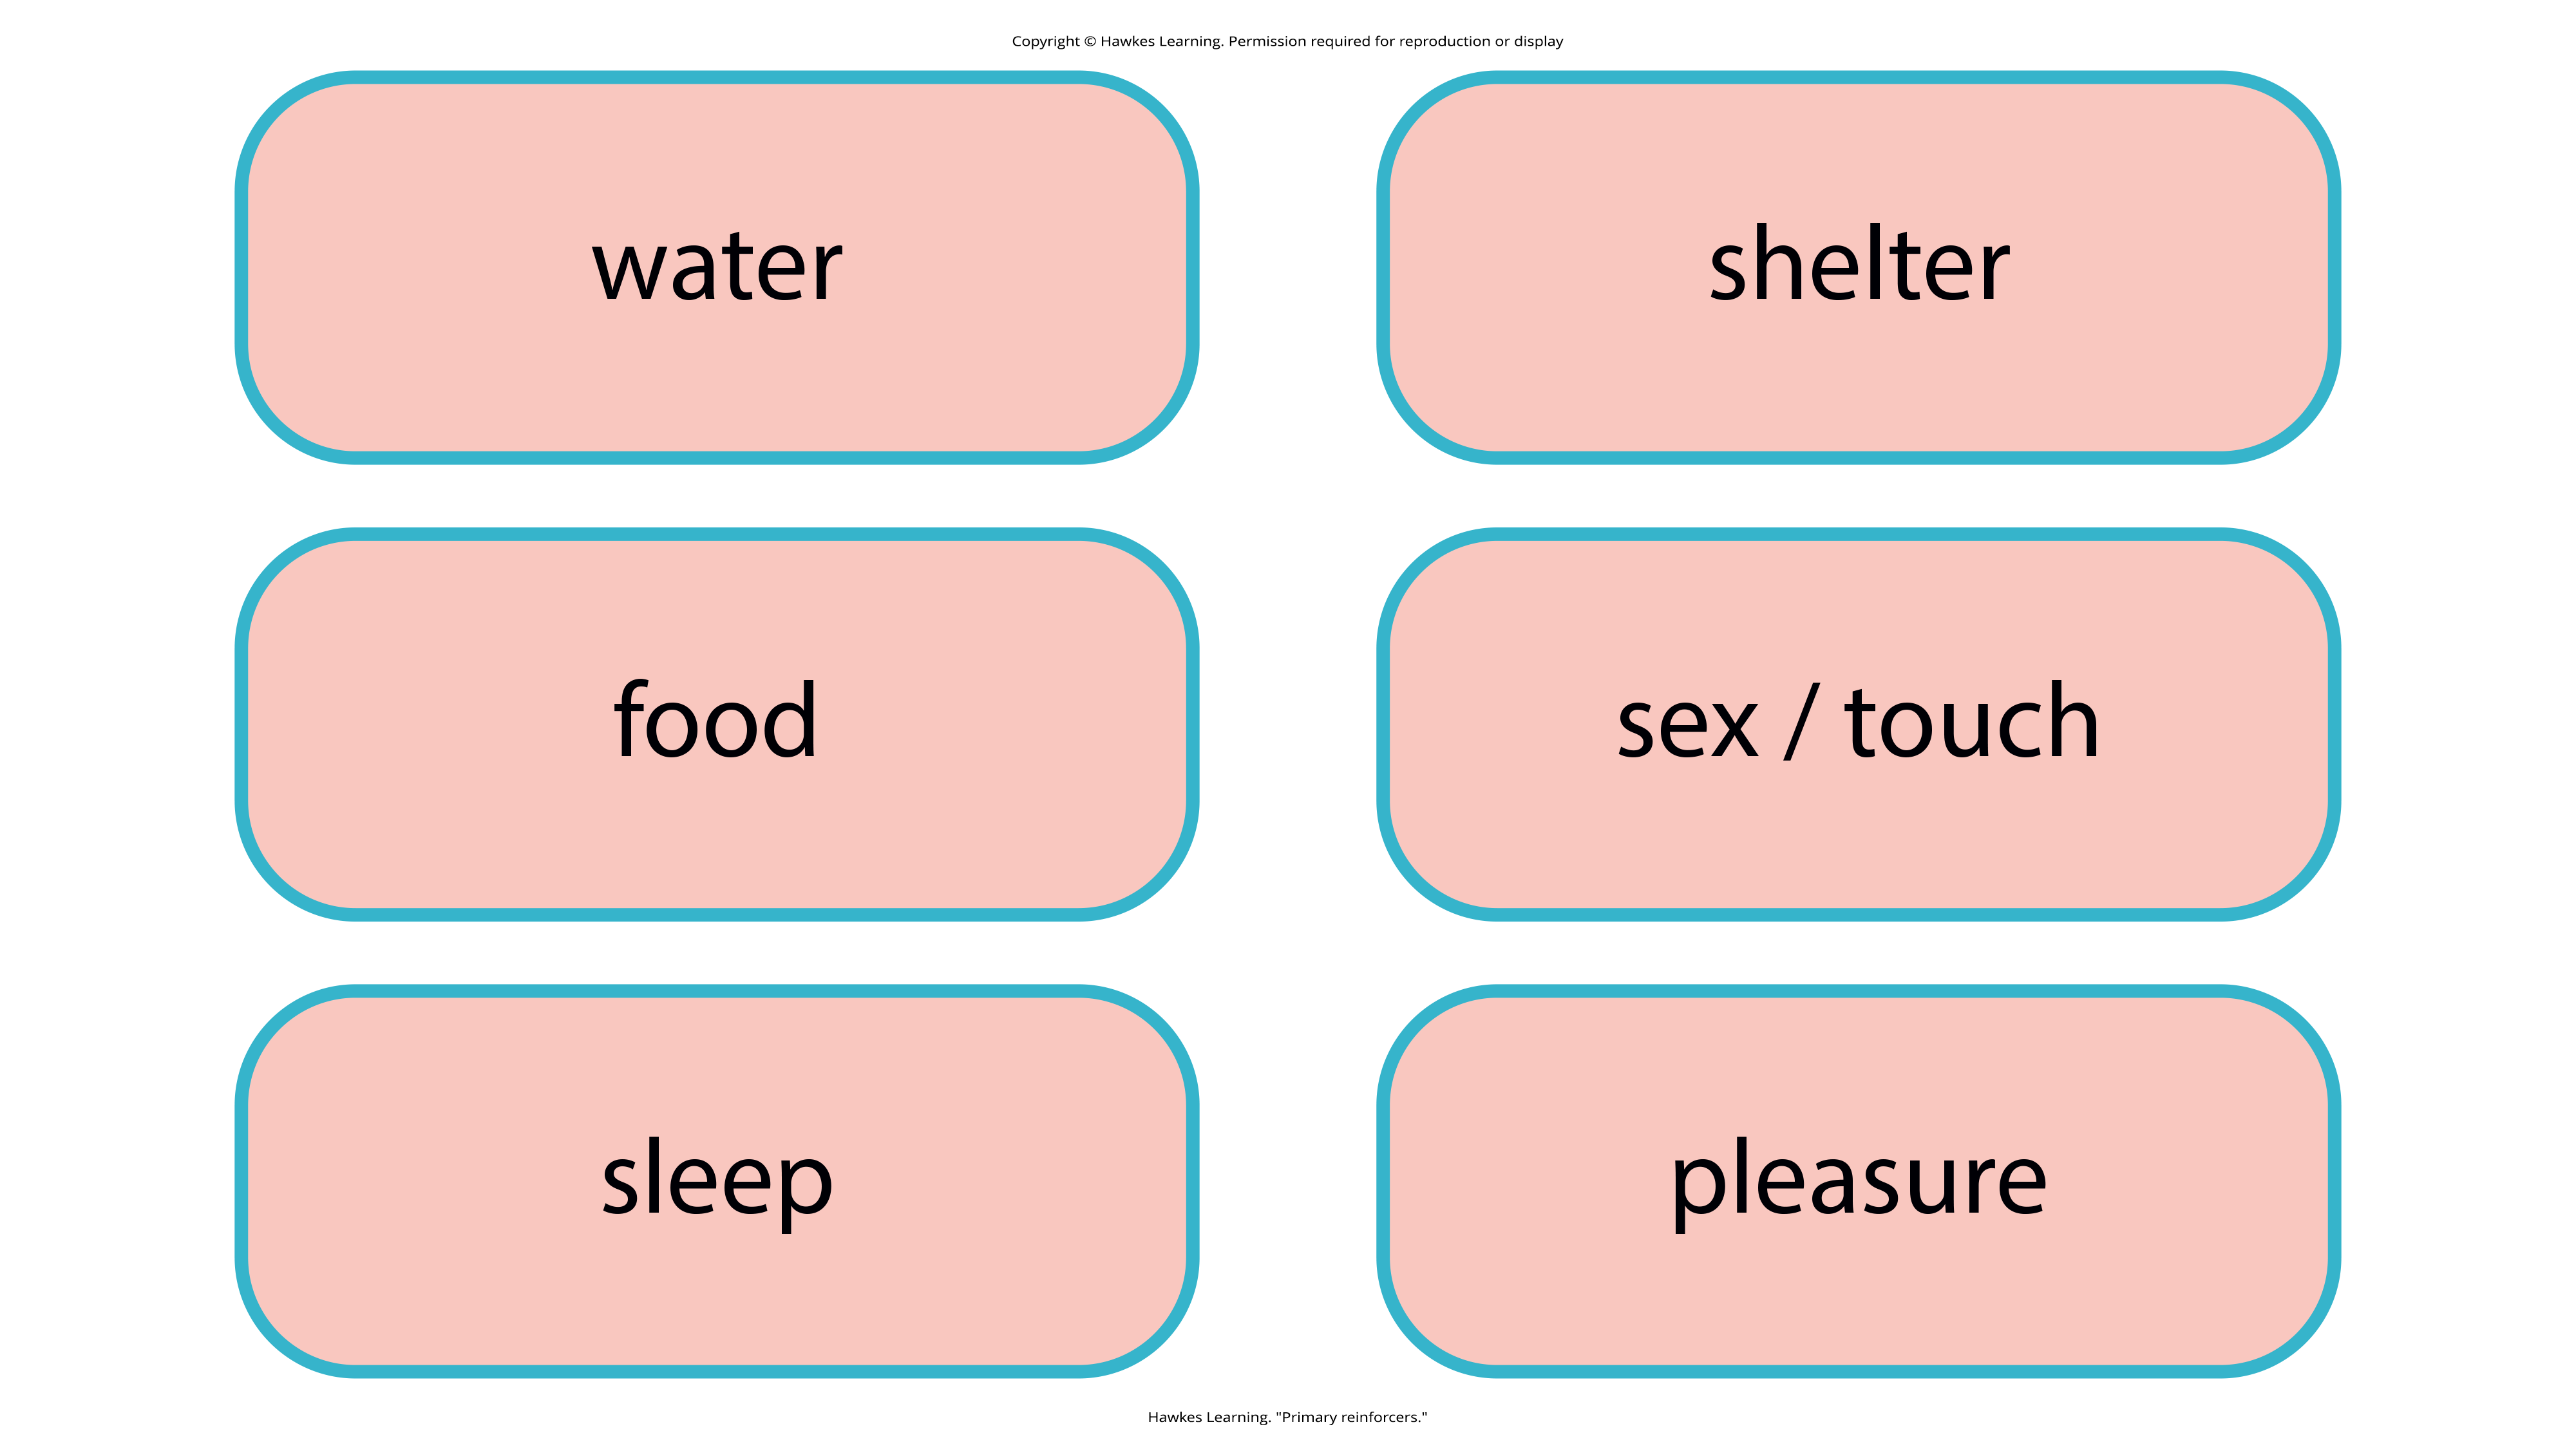 Copyright © Hawkes Learning. Permission required for reproduction or display
water
shelter
food
sex / touch
sleep
pleasure
Hawkes Learning. "Primary reinforcers."